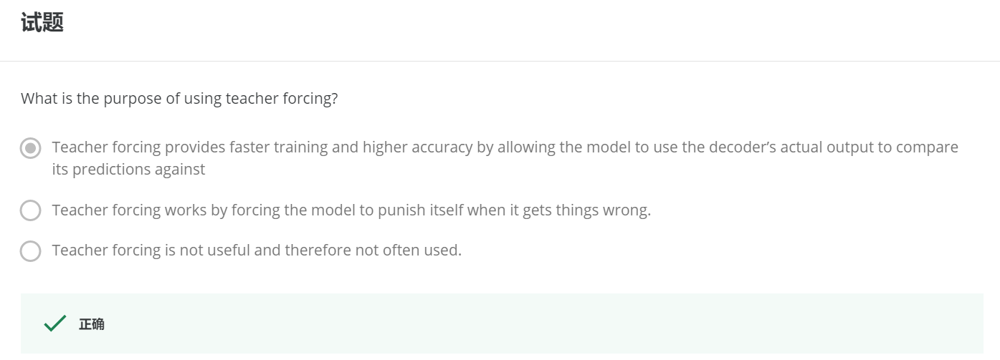 试题
What is the purpose of using teacher forcing?
Teacher forcing provides faster training and higher accuracy by allowing the model to use the decoder’s actual output to compare
its predictions against
Teacher forcing works by forcing the model to punish itself when it gets things wrong.
Teacher forcing is not useful and therefore not often used.
正确